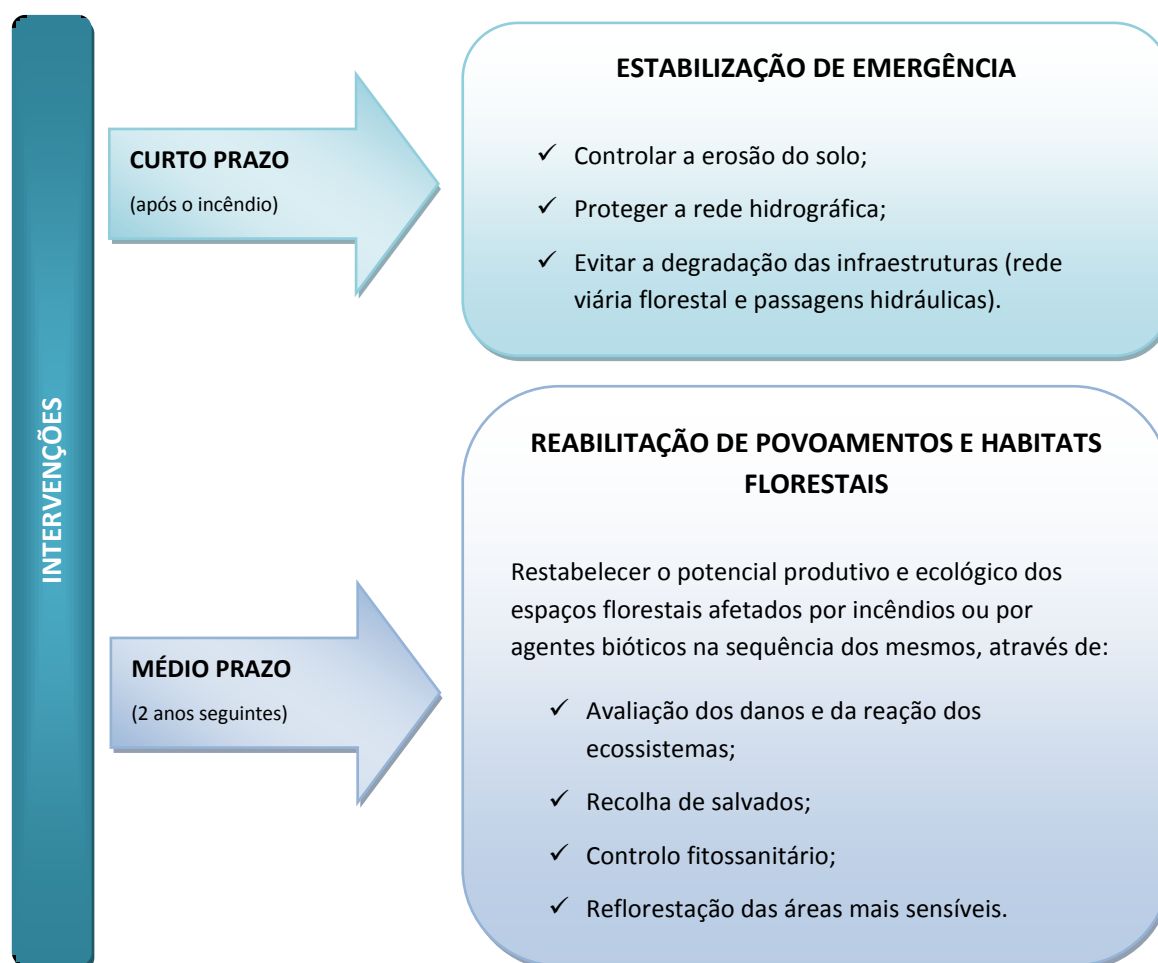 INTERVENÇÕES
CURTO PRAZO
(após o incêndio)
ESTABILIZAÇÃO DE EMERGÊNCIA
✓ Controlar a erosão do solo;
✓ Proteger a rede hidrográfica;
✓ Evitar a degradação das infraestruturas (rede
viária florestal e passagens hidráulicas).
MÉDIO PRAZO
(2 anos seguintes)
REABILITAÇÃO DE POVOAMENTOS E HABITATS
FLORESTAIS
Restabelecer o potencial produtivo e ecológico dos
espaços florestais afetados por incêndios ou por
agentes bióticos na sequência dos mesmos, através de:
✓ Avaliação dos danos e da reação dos
ecossistemas;
✓ Recolha de salvados;
✓ Controlo fitossanitário;
✓ Reflorestação das áreas mais sensíveis.